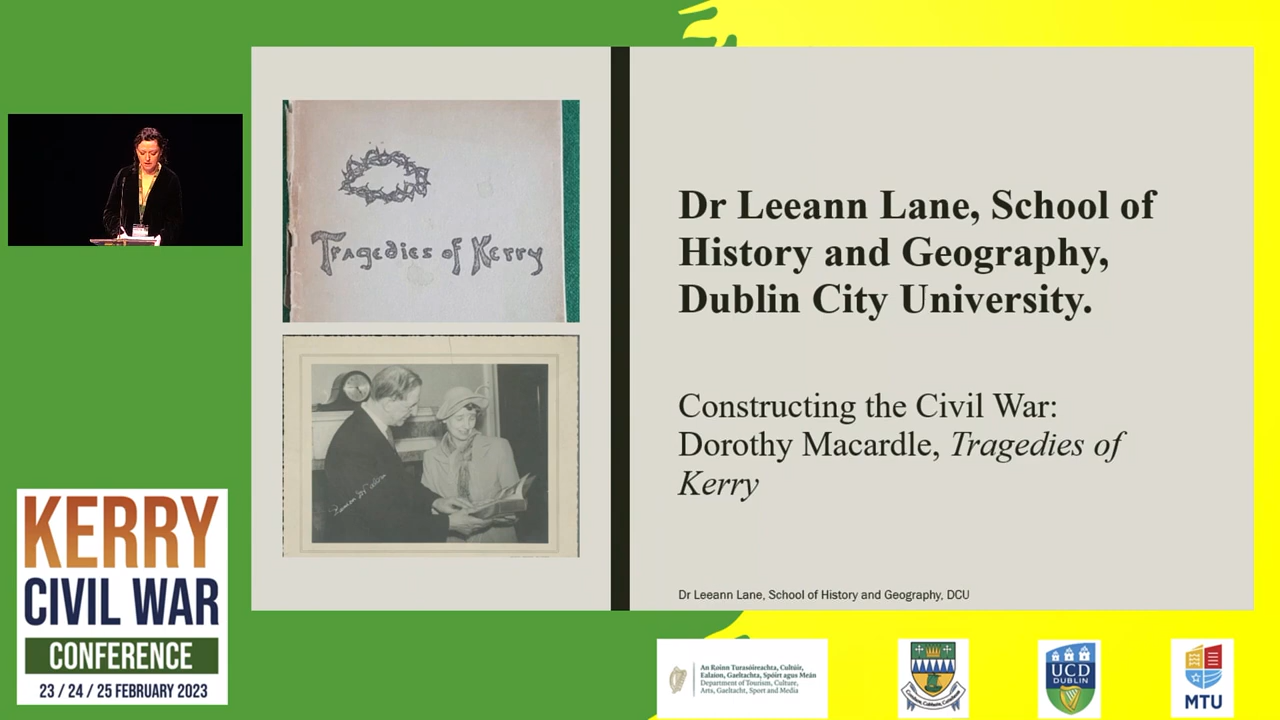 Tragedies of Kerry
Dr Leeann Lane, School of
History and Geography,
Dublin City University.
Constructing the Civil War:
Dorothy Macardle, Tragedies of
Kerry
Dr Leeann Lane, School of History and Geography, DCU
KERRY
CIVIL WAR
CONFERENCE
23 / 24 / 25 FEBRUARY 2023
An Roinn Turasóireachta, Cultúir,
Ealaíon, Gaeltachta, Spóirt agus Meán
Department of Tourism, Culture,
Arts, Gaeltacht, Sport and Media
UCD
DUBLIN
MTU